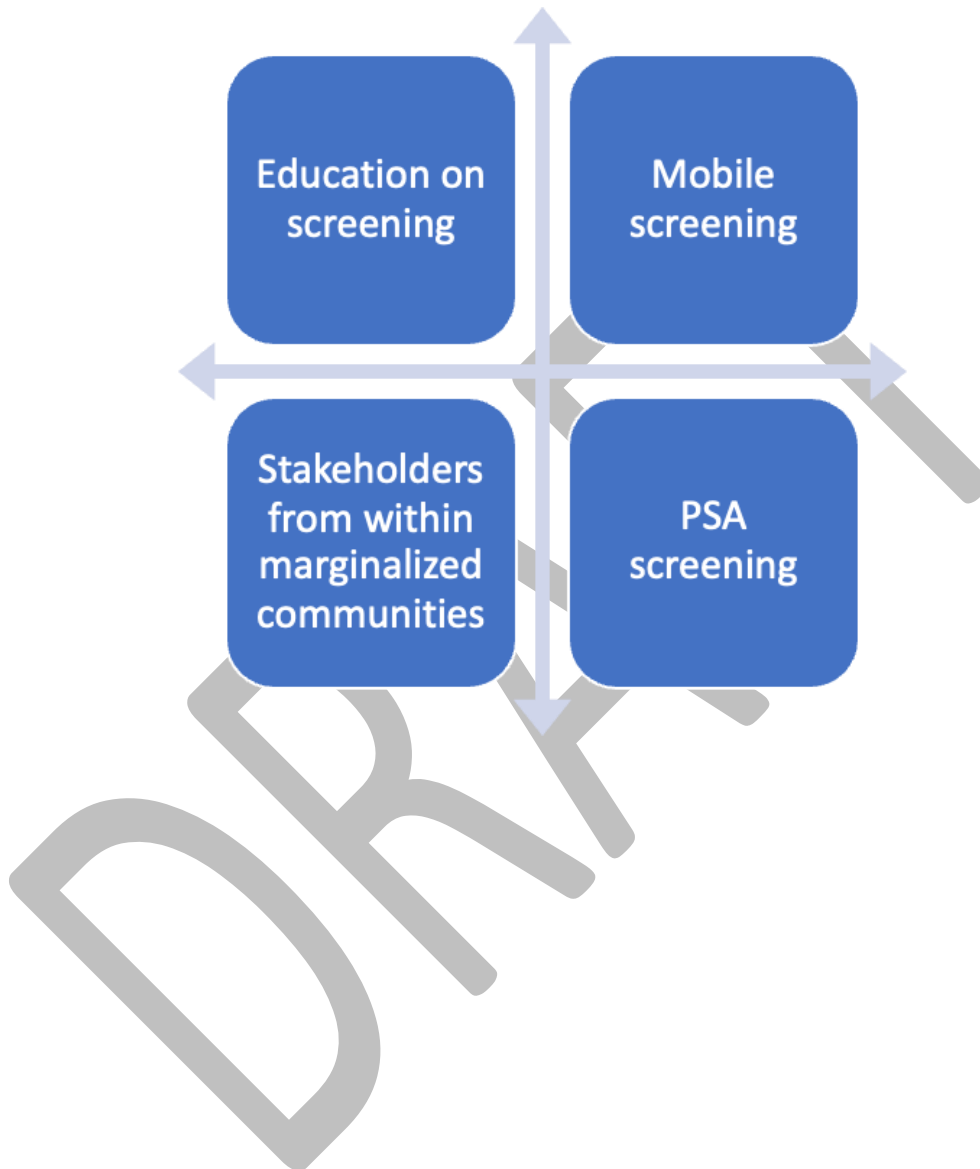 Education on
screening
Mobile
screening
Stakeholders
from within
marginalized
communities
PSA
screening
DRAFT